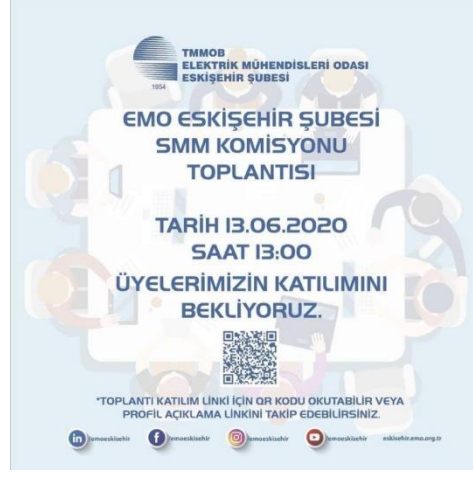 TMMOB
ELEKTRİK MÜHENDİSLERİ ODASI
ESKİŞEHİR ŞUBESİ
1954
EMO ESKİŞEHİR ŞUBESİ
SMM KOMİSYONU
TOPLANTISI
TARİH 13.06.2020
SAAT 13:00
ÜYELERİMİZİN KATILIMINI
BEKLİYORUZ.
*TOPLANTI KATILIM LİNKİ İÇİN QR KODU OKUTABİLİR VEYA
PROFİL AÇIKLAMA LİNKİNİ TAKİP EDEBİLİRSİNİZ.
in /emoeskisehir f /emoeskisehir /emoeskisehir /emoeskisehir eskisehir.emo.org.tr